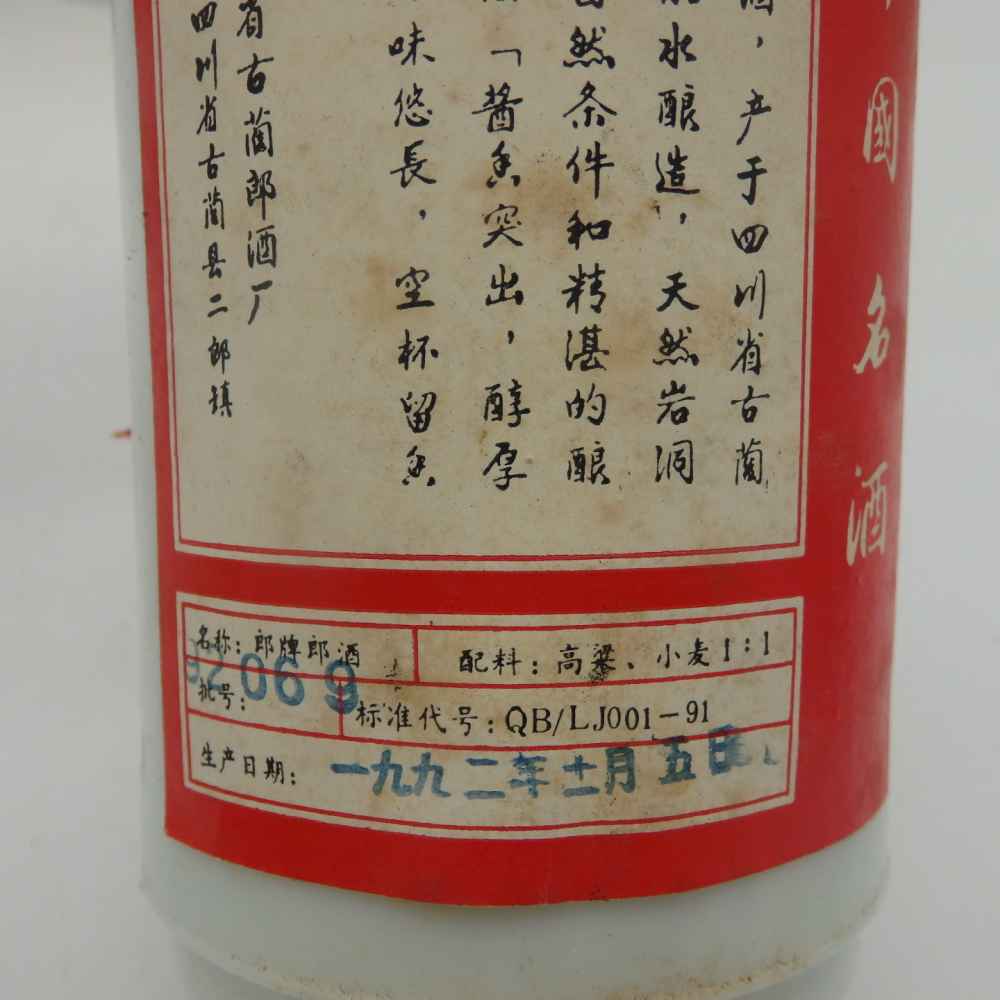 國名酒
酒，产于四川省古蔺
水酿造，天然岩洞
然条件和精湛的酿
「醬香突出，醇厚
味悠長，空杯留香
省古蔺郎酒厂
四川省古蔺县二郎镇
名称：郎牌郎酒
配料：高粱、小麦1：1
批号：
92069
标准代号：QB/LJ001-91
生产日期：
一九九二年十一月五日